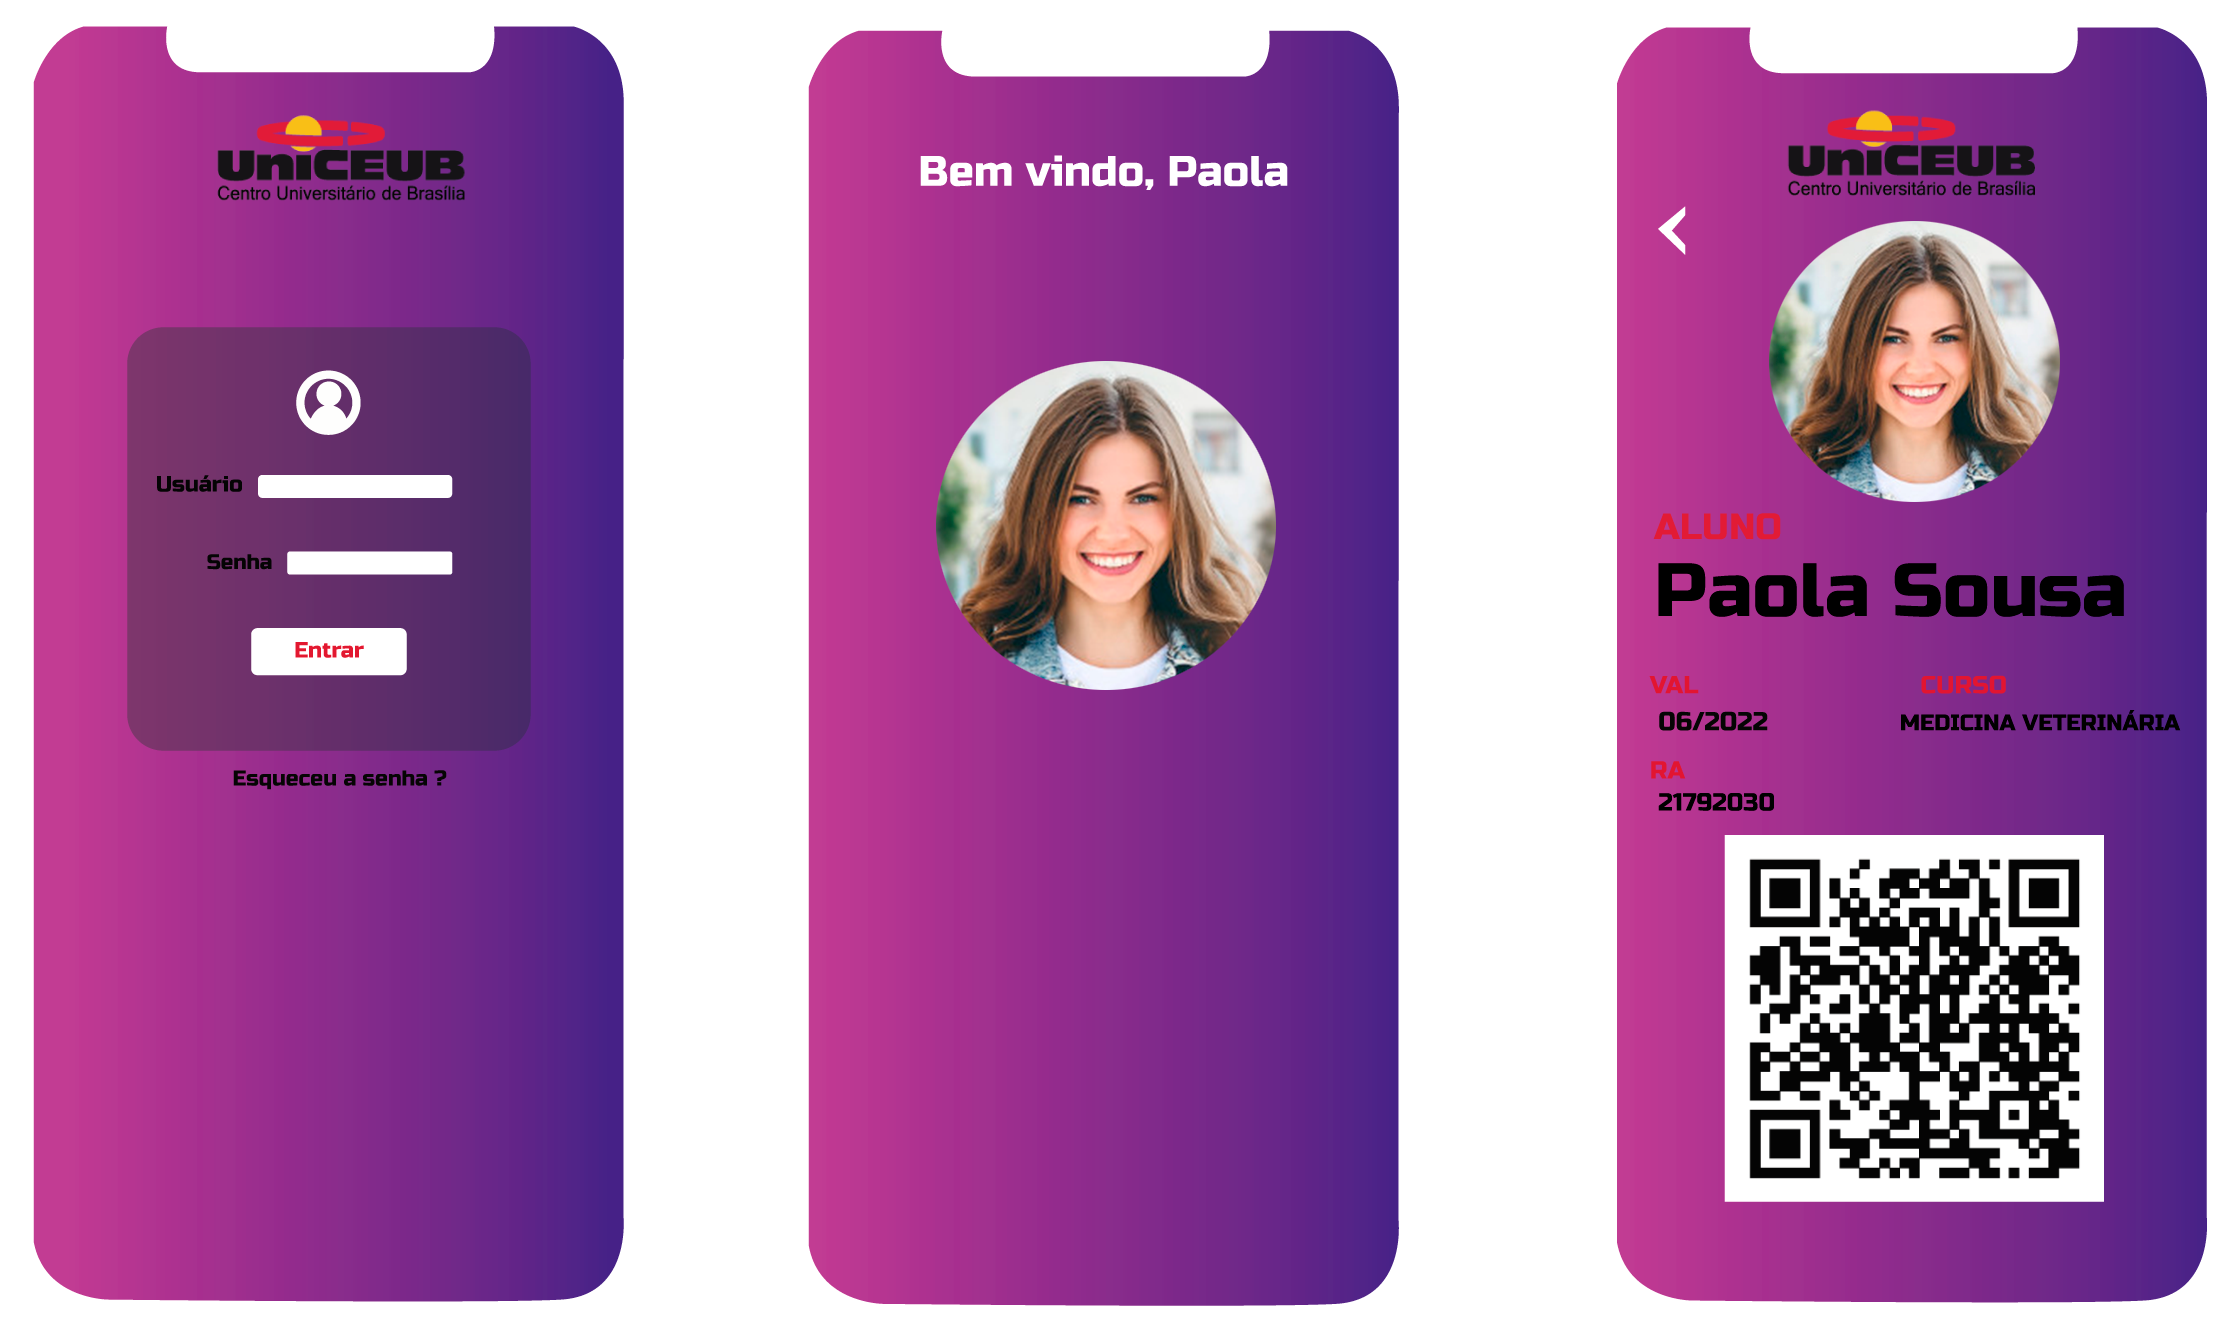 UniCEUB
Centro Universitário de Brasília
Usuário
Senha
Entrar
Esqueceu a senha ?
Bem vindo, Paola
UniCEUB
Centro Universitário de Brasília
ALUNO
Paola Sousa
VAL
CURSO
06/2022
MEDICINA VETERINÁRIA
RA
21792030